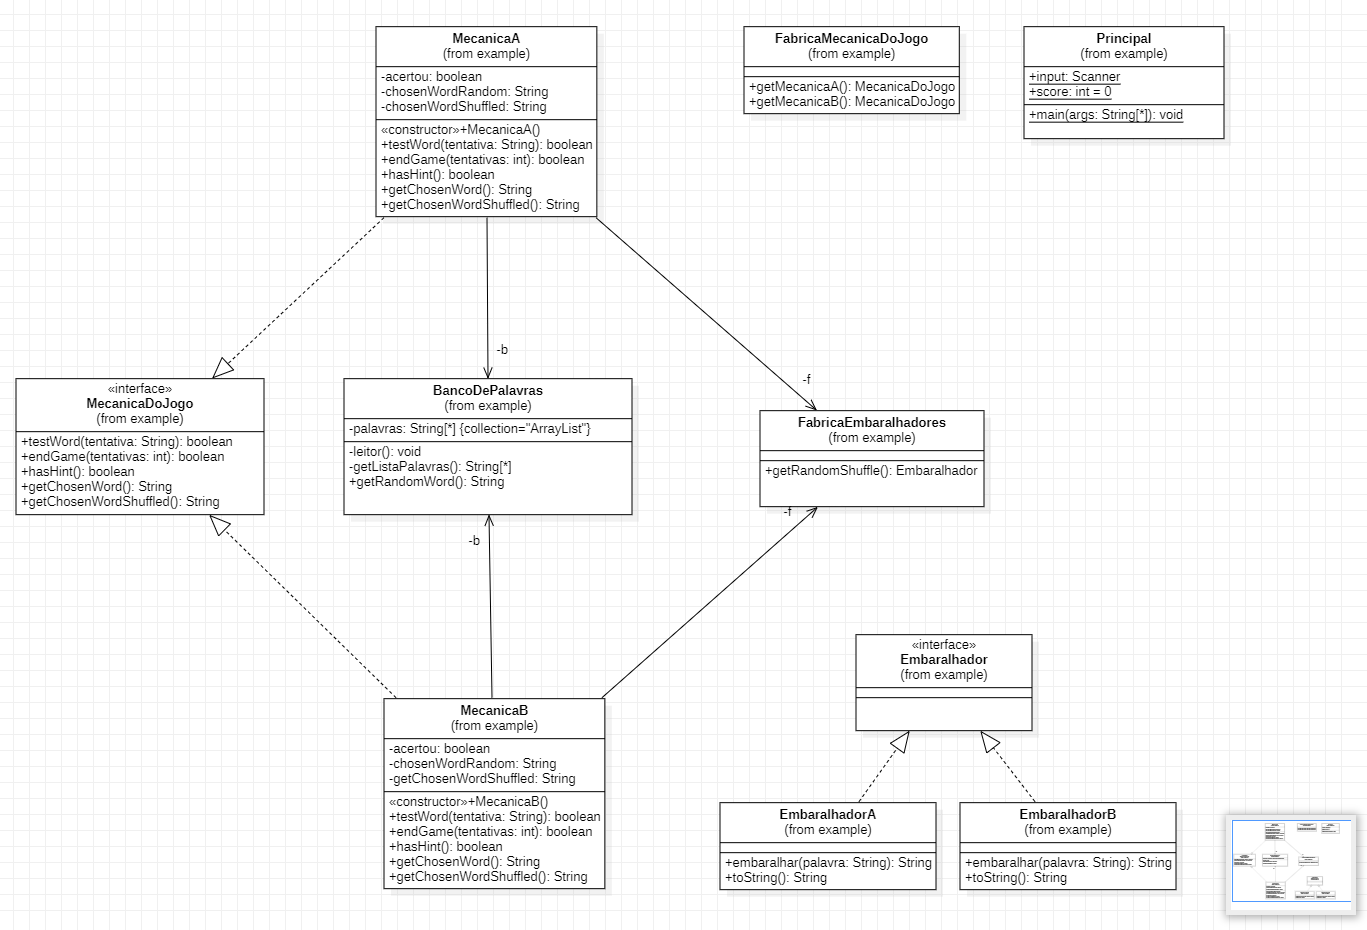 MecanicaA
(from example)
-acertou: boolean
-chosenWordRandom: String
-chosenWordShuffled: String
«constructor»+MecanicaA()
+testWord(tentativa: String): boolean
+endGame(tentativas: int): boolean
+hasHint(): boolean
+getChosenWord(): String
+getChosenWordShuffled(): String
FabricaMecanicaDoJogo
(from example)
+getMecanicaA(): MecanicaDoJogo
+getMecanicaB(): MecanicaDoJogo
Principal
(from example)
+input: Scanner
+score: int = 0
+main(args: String[*]): void
-b
-f
«interface»
MecanicaDoJogo
(from example)
+testWord(tentativa: String): boolean
+endGame(tentativas: int): boolean
+hasHint(): boolean
+getChosenWord(): String
+getChosenWordShuffled(): String
BancoDePalavras
(from example)
-palavras: String[*] {collection="ArrayList"}
-leitor(): void
-getListaPalavras(): String[*]
+getRandomWord(): String
FabricaEmbaralhadores
(from example)
+getRandomShuffle(): Embaralhador
-b
-f
MecanicaB
(from example)
-acertou: boolean
-chosenWordRandom: String
-getChosenWordShuffled: String
«constructor»+MecanicaB()
+testWord(tentativa: String): boolean
+endGame(tentativas: int): boolean
+hasHint(): boolean
+getChosenWord(): String
+getChosenWordShuffled(): String
«interface»
Embaralhador
(from example)
EmbaralhadorA
(from example)
+embaralhar(palavra: String): String
+toString(): String
EmbaralhadorB
(from example)
+embaralhar(palavra: String): String
+toString(): String